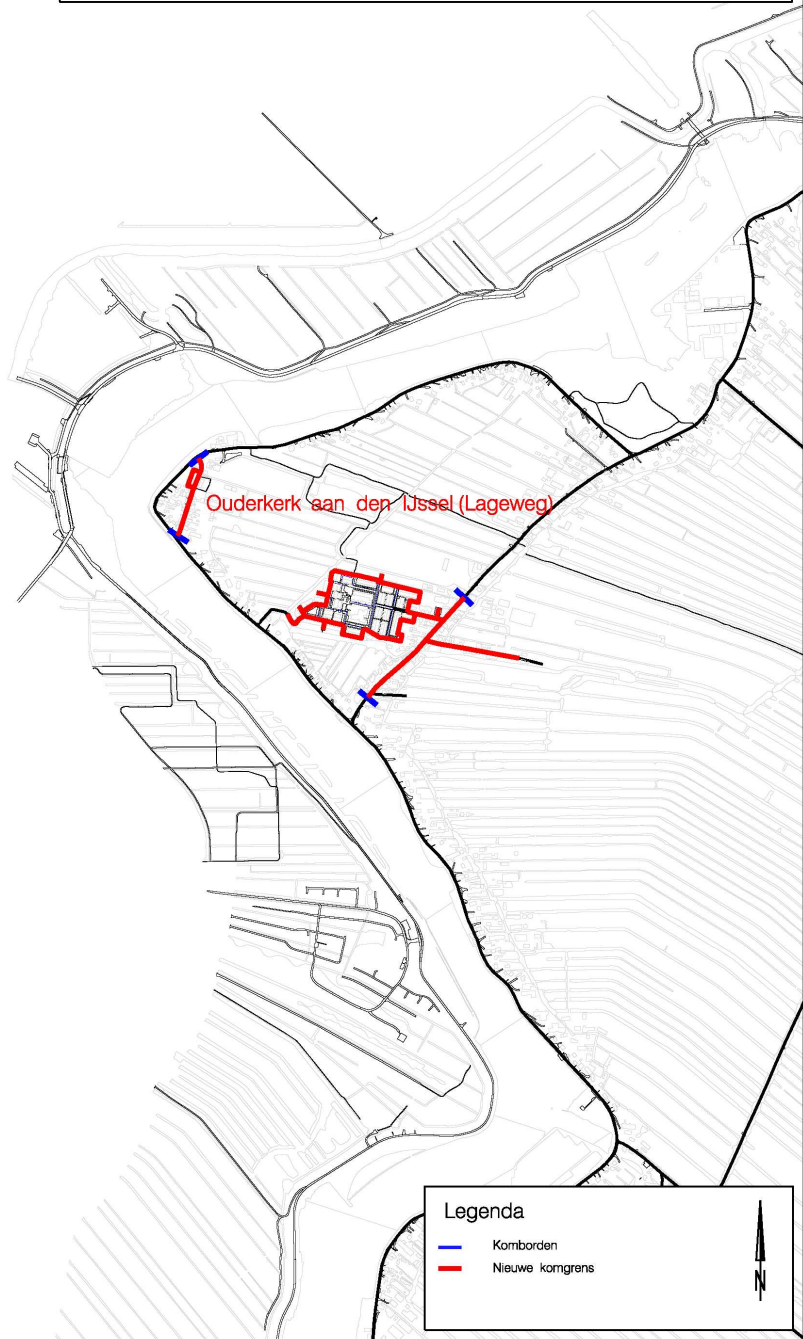 Ouderkerk aan den IJssel (Lageweg)
Legenda
Komborden
Nieuwe komgrens
N